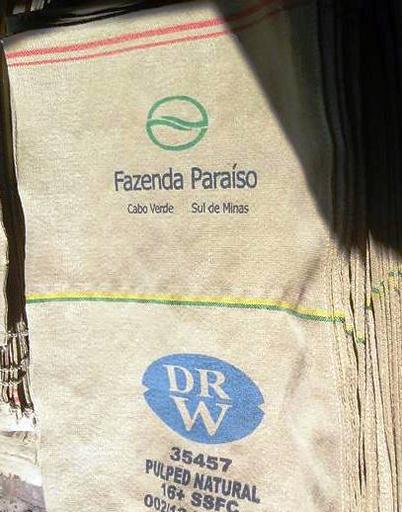 Fazenda Paraíso
Cabo Verde Sul de Minas
DR
W
35457
PULPED NATURAL
16+ SSFC